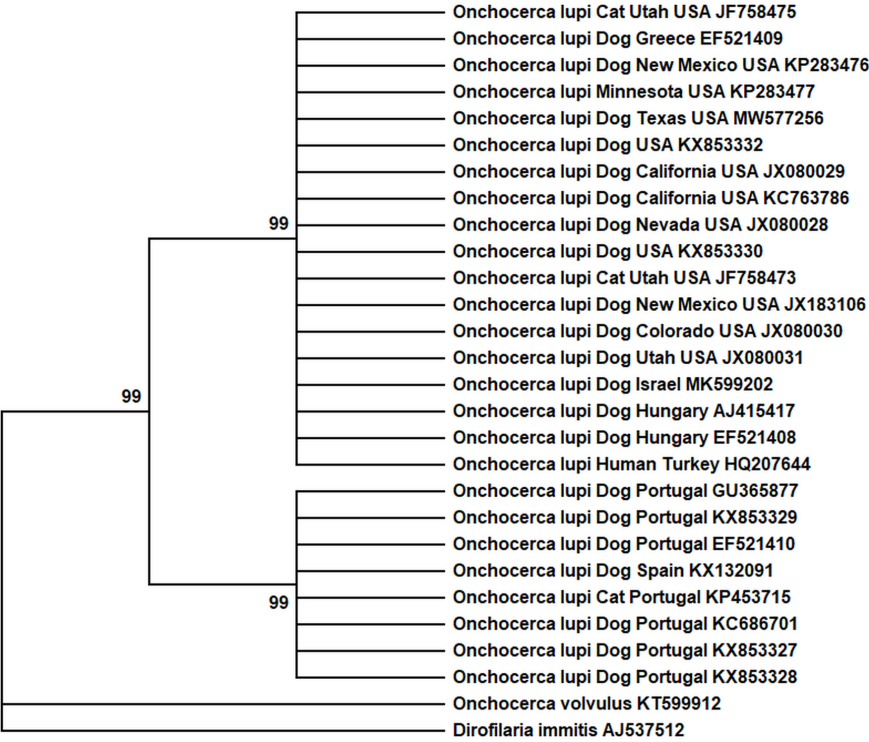 Onchocerca lupi Cat Utah USA JF758475
Onchocerca lupi Dog Greece EF521409
Onchocerca lupi Dog New Mexico USA KP283476
Onchocerca lupi Minnesota USA KP283477
Onchocerca lupi Dog Texas USA MW577256
Onchocerca lupi Dog USA KX853332
Onchocerca lupi Dog California USA JX080029
Onchocerca lupi Dog California USA KC763786
99
Onchocerca lupi Dog Nevada USA JX080028
Onchocerca lupi Dog USA KX853330
Onchocerca lupi Cat Utah USA JF758473
Onchocerca lupi Dog New Mexico USA JX183106
Onchocerca lupi Dog Colorado USA JX080030
Onchocerca lupi Dog Utah USA JX080031
Onchocerca lupi Dog Israel MK599202
99
Onchocerca lupi Dog Hungary AJ415417
Onchocerca lupi Dog Hungary EF521408
Onchocerca lupi Human Turkey HQ207644
Onchocerca lupi Dog Portugal GU365877
Onchocerca lupi Dog Portugal KX853329
Onchocerca lupi Dog Portugal EF521410
Onchocerca lupi Dog Spain KX132091
Onchocerca lupi Cat Portugal KP453715
99
Onchocerca lupi Dog Portugal KC686701
Onchocerca lupi Dog Portugal KX853327
Onchocerca lupi Dog Portugal KX853328
Onchocerca volvulus KT599912
Dirofilaria immitis AJ537512